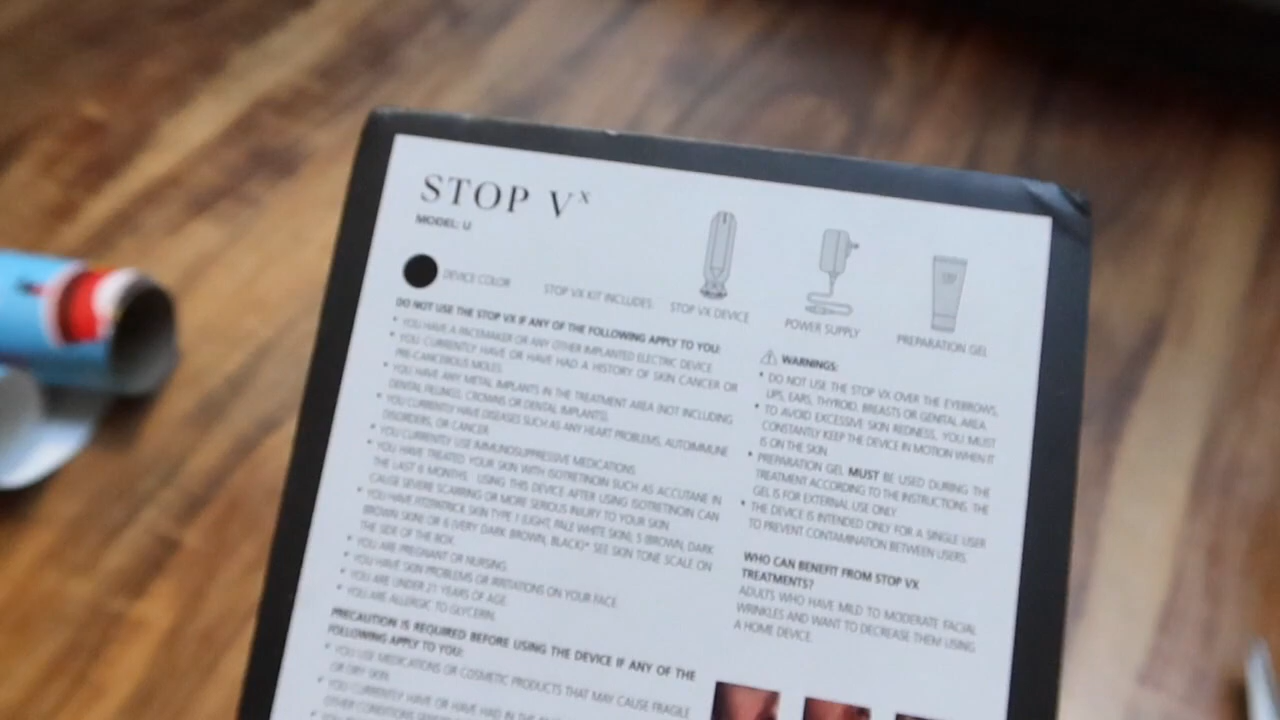 STOP Vx
MODEL: U
DEVICE COLOR
STOP VX KIT INCLUDES:
STOP VX DEVICE
POWER SUPPLY
PREPARATION GEL
DO NOT USE THE STOP VX IF ANY OF THE FOLLOWING APPLY TO YOU:
• YOU HAVE A PACEMAKER OR ANY OTHER IMPLANTED ELECTRIC DEVICE
• YOU CURRENTLY HAVE OR HAVE HAD A HISTORY OF SKIN CANCER OR
PRE-CANCEROUS MOLES.
• YOU HAVE ANY METAL IMPLANTS IN THE TREATMENT AREA (NOT INCLUDING
DENTAL FILLINGS, CROWNS OR DENTAL IMPLANTS).
• YOU CURRENTLY HAVE DISEASES SUCH AS ANY HEART PROBLEMS, AUTOIMMUNE
DISORDERS, OR CANCER.
• YOU CURRENTLY USE IMMUNOSUPPRESSIVE MEDICATIONS.
• YOU HAVE TREATED YOUR SKIN WITH ISOTRETINOIN SUCH AS ACCUTANE IN
THE LAST 6 MONTHS. USING THIS DEVICE AFTER USING ISOTRETINOIN CAN
CAUSE SEVERE SCARRING OR MORE SERIOUS INJURY TO YOUR SKIN
• YOU HAVE FITZPATRICK SKIN TYPE 1 (LIGHT, PALE WHITE SKIN), 5 (BROWN, DARK
BROWN SKIN) OR 6 (VERY DARK BROWN, BLACK)* SEE SKIN TONE SCALE ON
THE SIDE OF THE BOX.
• YOU ARE PREGNANT OR NURSING.
• YOU HAVE SKIN PROBLEMS OR IRRITATIONS ON YOUR FACE
• YOU ARE UNDER 21 YEARS OF AGE.
• YOU ARE ALLERGIC TO GLYCERIN.
PRECAUTION IS REQUIRED BEFORE USING THE DEVICE IF ANY OF THE
FOLLOWING APPLY TO YOU:
• YOU USE MEDICATIONS OR COSMETIC PRODUCTS THAT MAY CAUSE FRAGILE
OR DRY SKIN.
• YOU CURRENTLY HAVE OR HAVE HAD IN THE
OTHER CONDITIONS
WARNINGS:
• DO NOT USE THE STOP VX OVER THE EYEBROWS,
LIPS, EARS, THYROID, BREASTS OR GENITAL AREA.
• TO AVOID EXCESSIVE SKIN REDNESS, YOU MUST
CONSTANTLY KEEP THE DEVICE IN MOTION WHEN IT
IS ON THE SKIN.
• PREPARATION GEL MUST BE USED DURING THE
TREATMENT ACCORDING TO THE INSTRUCTIONS. THE
GEL IS FOR EXTERNAL USE ONLY.
• THE DEVICE IS INTENDED ONLY FOR A SINGLE USER
TO PREVENT CONTAMINATION BETWEEN USERS.
WHO CAN BENEFIT FROM STOP VX
TREATMENTS?
ADULTS WHO HAVE MILD TO MODERATE FACIAL
WRINKLES AND WANT TO DECREASE THEM USING
A HOME DEVICE.